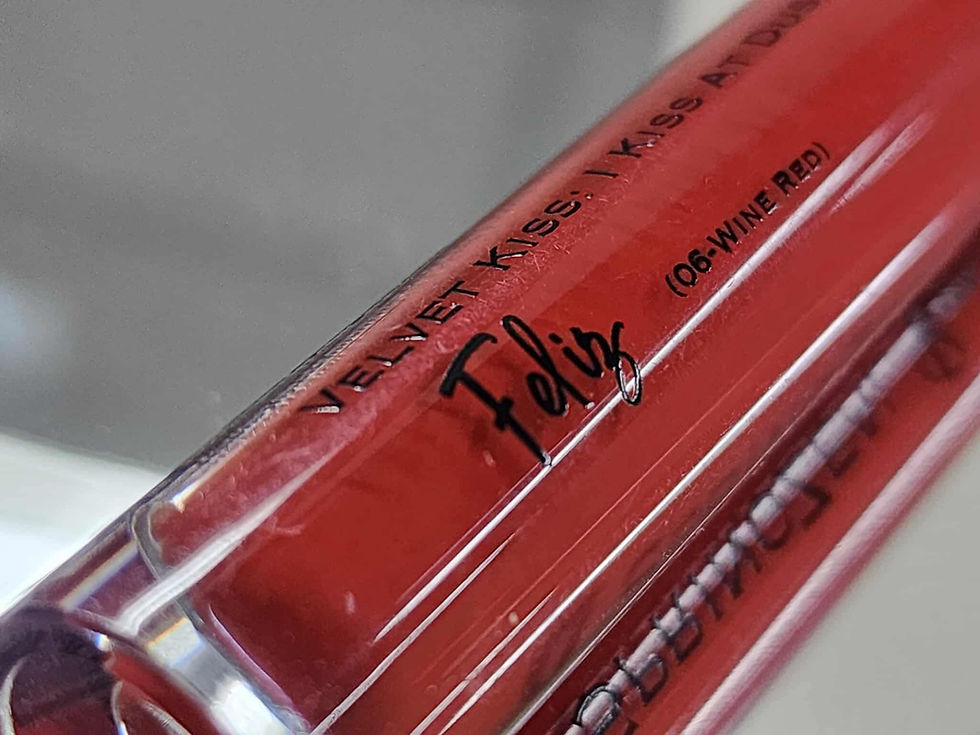 VELVET KISS: I KISS AT DUSK
(06-WINE RED)
Feliz